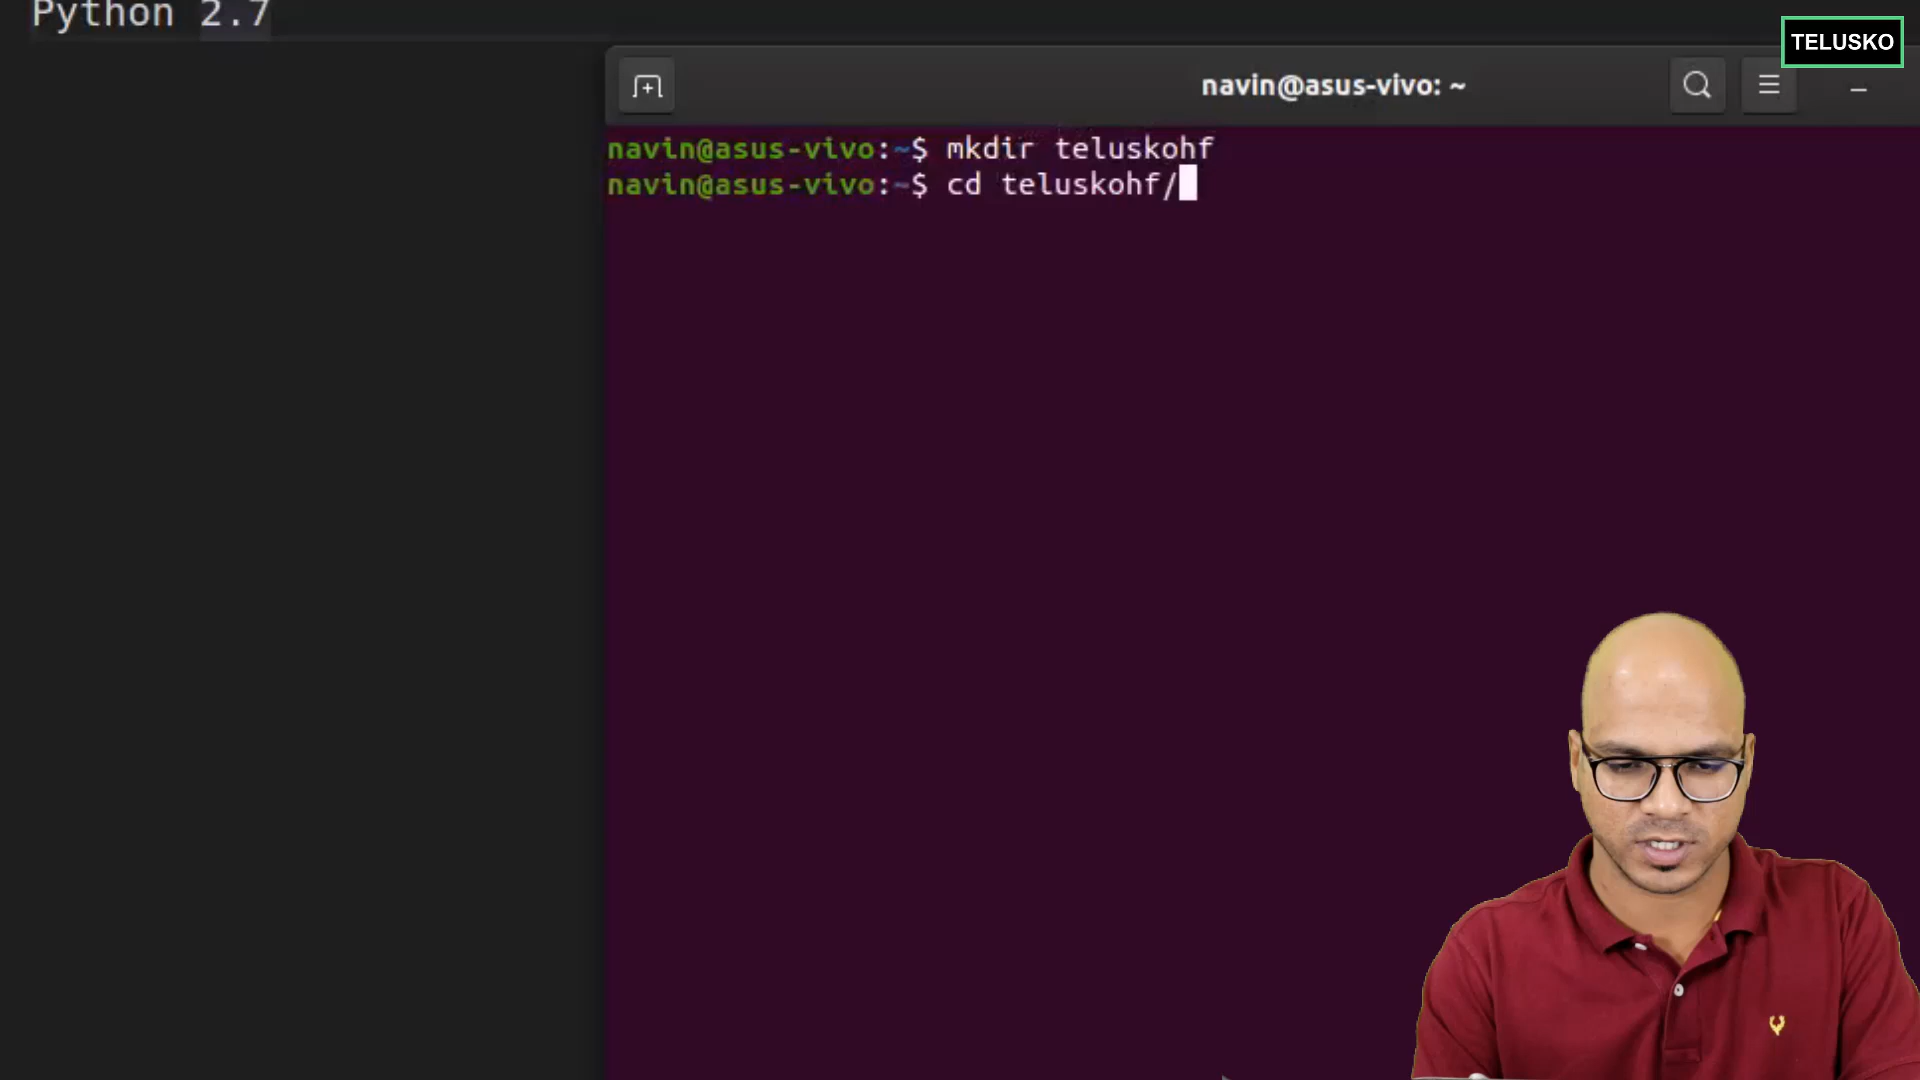 Python 2.7
TELUSKO
navin@asus-vivo: ~
navin@asus-vivo:~$ mkdir teluskohf
navin@asus-vivo:~$ cd teluskohf/